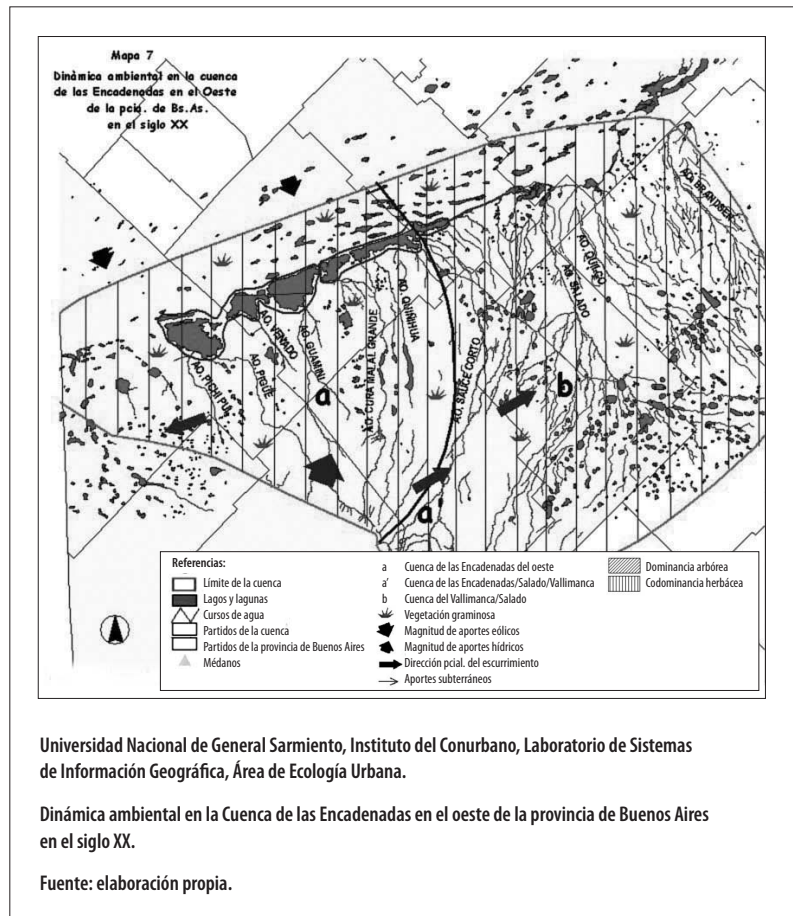 Mapa 7
Dinàmica ambiental en la cuenca
de las Encadenadas en el Oeste
de la pcia. de Bs.As.
en el siglo XX
AO. BRANDSEN
AO. QUILCO
AO. SALADO
AO. QUIÑIHUA
AO. CURA MALAL GRANDE
AO. SAUCE CORTO
AO. VENADO
AO. GUAMINI
AO. PIGÜE
AO. PICHI PUL
a
b
a'
Referencias:
Límite de la cuenca
Lagos y lagunas
Cursos de agua
Partidos de la cuenca
Partidos de la provincia de Buenos Aires
Médanos
a Cuenca de las Encadenadas del oeste
a' Cuenca de las Encadenadas/Salado/Vallimanca
b Cuenca del Vallimanca/Salado
Vegetación graminosa
Magnitud de aportes eólicos
Magnitud de aportes hídricos
Dirección pcial. del escurrimiento
Aportes subterráneos
Dominancia arbórea
Codominancia herbácea
Universidad Nacional de General Sarmiento, Instituto del Conurbano, Laboratorio de Sistemas
de Información Geográfica, Área de Ecología Urbana.
Dinámica ambiental en la Cuenca de las Encadenadas en el oeste de la provincia de Buenos Aires
en el siglo XX.
Fuente: elaboración propia.